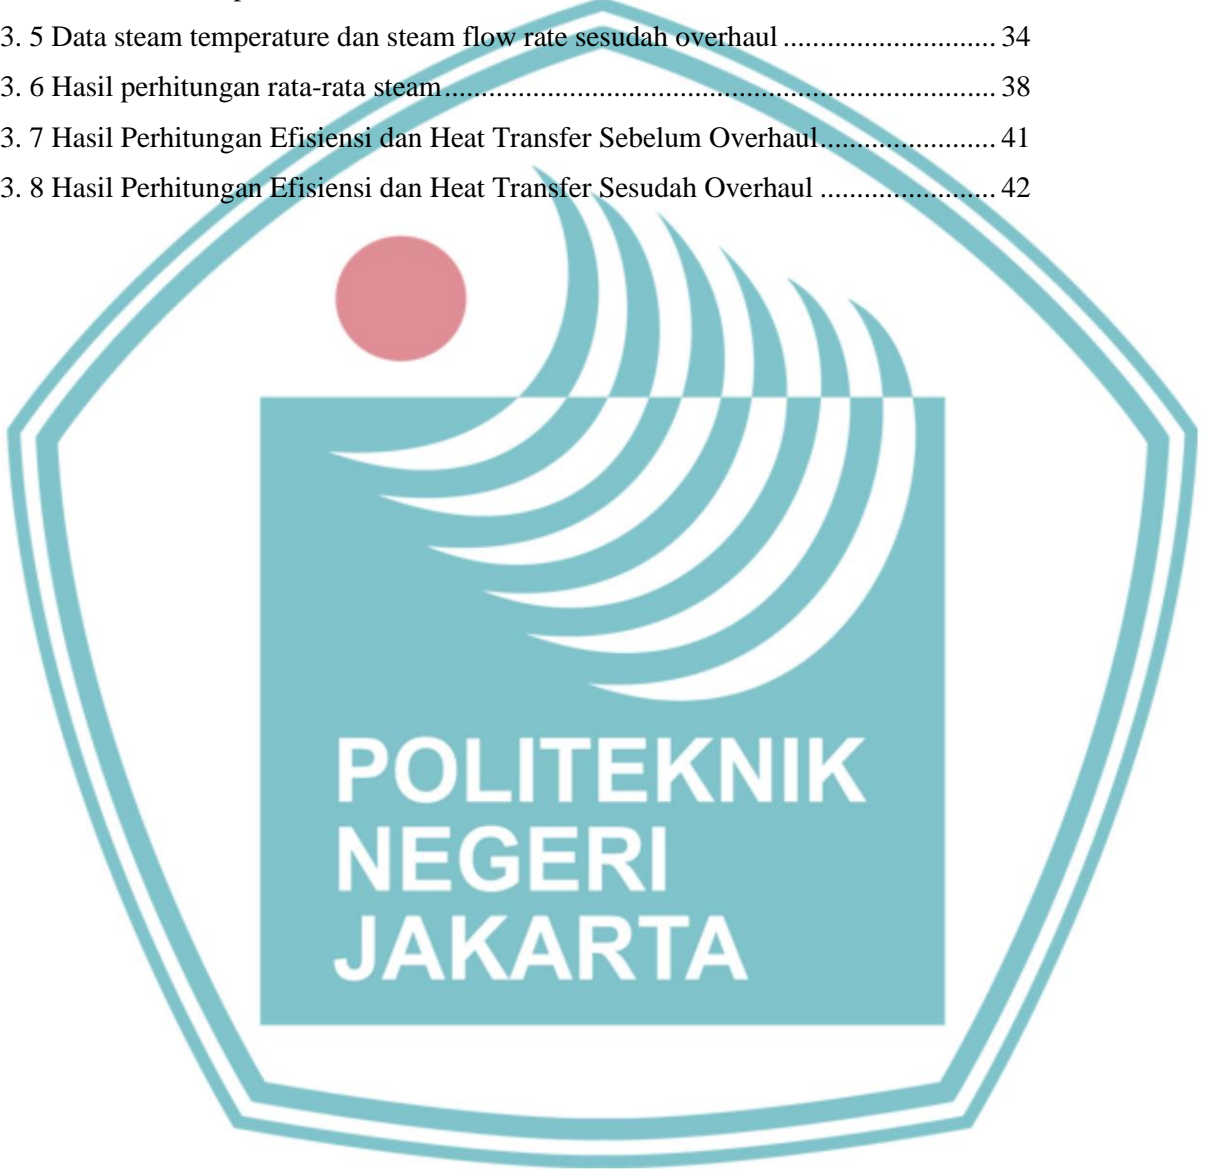 3. 5 Data steam temperature dan steam flow rate sesudah overhaul ............................. 34
3. 6 Hasil perhitungan rata-rata steam........................................................................... 38
3. 7 Hasil Perhitungan Efisiensi dan Heat Transfer Sebelum Overhaul........................ 41
3. 8 Hasil Perhitungan Efisiensi dan Heat Transfer Sesudah Overhaul ........................ 42
POLITEKNIK
NEGERI
JAKARTA